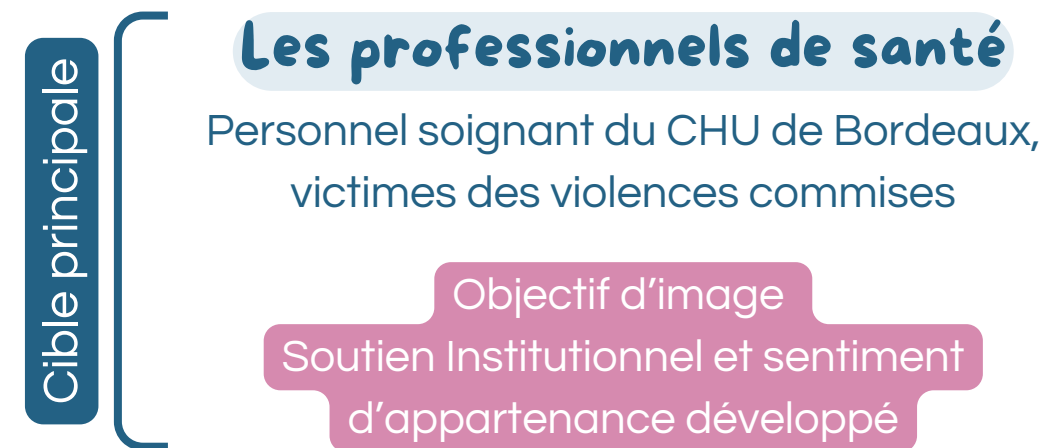 Cible principale
Les professionnels de santé
Personnel soignant du CHU de Bordeaux,
victimes des violences commises
Objectif d’image
Soutien Institutionnel et sentiment
d’appartenance développé